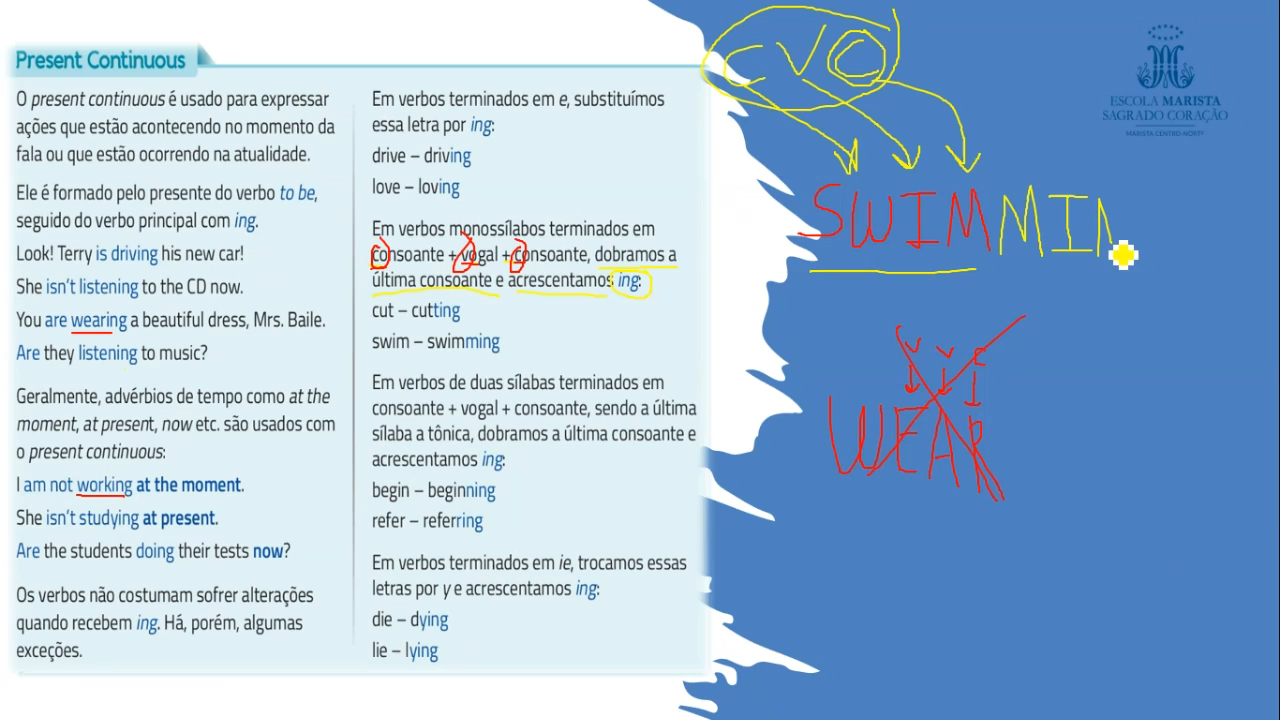 Present Continuous
O present continuous é usado para expressar
ações que estão acontecendo no momento da
fala ou que estão ocorrendo na atualidade.
Ele é formado pelo presente do verbo to be,
seguido do verbo principal com ing.
Look! Terry is driving his new car!
She isn't listening to the CD now.
You are wearing a beautiful dress, Mrs. Baile.
Are they listening to music?
Geralmente, advérbios de tempo como at the
moment, at present, now etc. são usados com
o present continuous:
I am not working at the moment.
She isn't studying at present.
Are the students doing their tests now?
Os verbos não costumam sofrer alterações
quando recebem ing. Há, porém, algumas
exceções.
Em verbos terminados em e, substituímos
essa letra por ing:
drive – driving
love – loving
Em verbos monossílabos terminados em
consoante + vogal + consoante, dobramos a
última consoante e acrescentamos ing:
cut – cutting
swim – swimming
Em verbos de duas sílabas terminados em
consoante + vogal + consoante, sendo a última
sílaba a tônica, dobramos a última consoante e
acrescentamos ing:
begin – beginning
refer – referring
Em verbos terminados em ie, trocamos essas
letras por y e acrescentamos ing:
die – dying
lie – lying
CVC
SWIMMIN
V V C
WEAR
ESCOLA MARISTA
SAGRADO CORAÇÃO
MARISTA CENTRO-NORTE